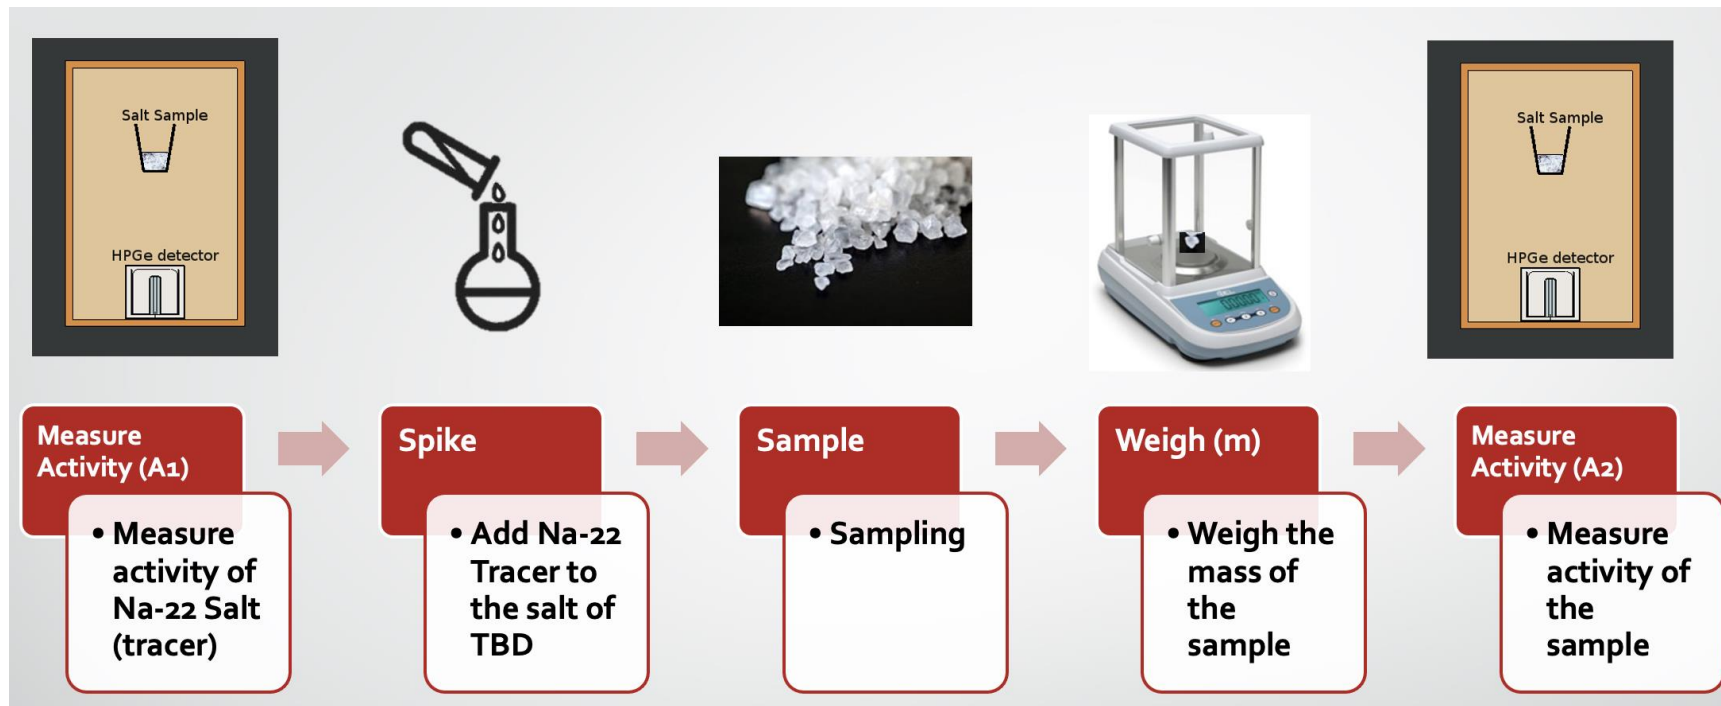 Salt Sample
HPGe detector
Salt Sample
HPGe detector
Measure
Activity (A1)
• Measure
activity of
Na-22 Salt
(tracer)
Spike
• Add Na-22
Tracer to
the salt of
TBD
Sample
• Sampling
Weigh (m)
• Weigh the
mass of
the
sample
Measure
Activity (A2)
• Measure
activity of
the
sample